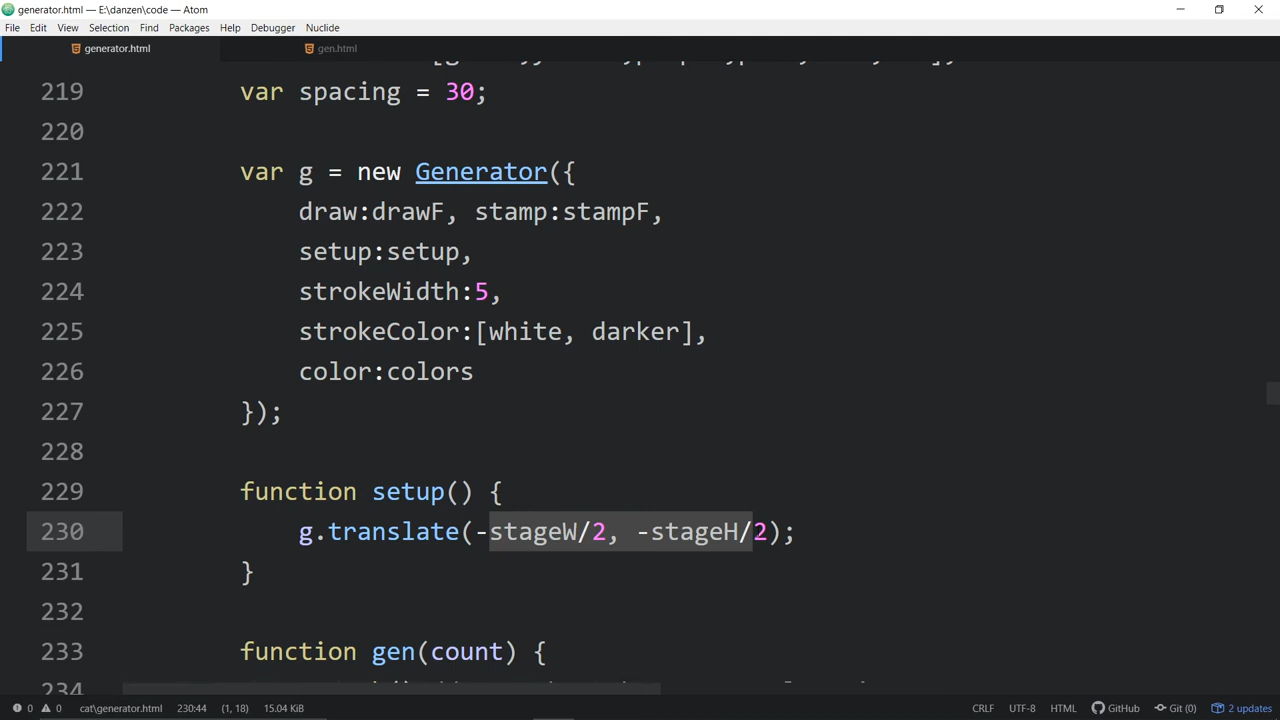 generator.html — E:\danzen\code — Atom
File Edit View Selection Find Packages Help Debugger Nuclide
generator.html gen.html
219 var spacing = 30;
220
221 var g = new Generator({
222 draw:drawF, stamp:stampF,
223 setup:setup,
224 strokeWidth:5,
225 strokeColor:[white, darker],
226 color:colors
227 });
228
229 function setup() {
230 g.translate(-stageW/2, -stageH/2);
231 }
232
233 function gen(count) {
234
0 0 cat\generator.html 230:44 (1, 18) 15.04 KiB CRLF UTF-8 HTML GitHub Git (0) 2 updates